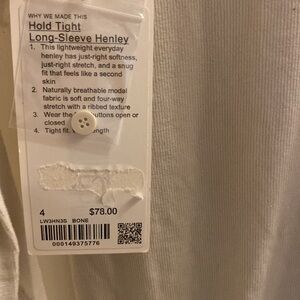 WHY WE MADE THIS
Hold Tight
Long-Sleeve Henley
1. This lightweight everyday
henley has just-right softness,
just-right stretch, and a snug
fit that feels like a second
skin
2. Naturally breathable modal
fabric is soft and four-way
stretch with a ribbed texture
3. Wear the buttons open or
closed
4. Tight fit,
4 $78.00
LW3HN3S BONE
000149375776